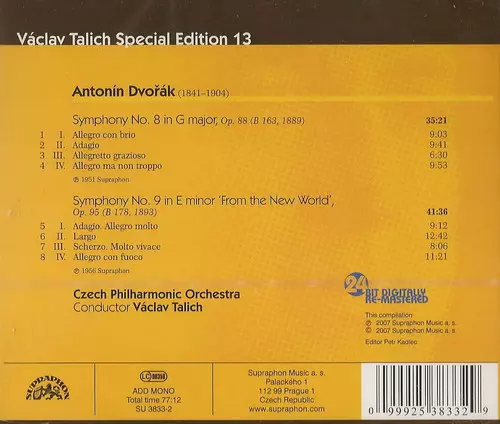 Václav Talich Special Edition 13
Antonín Dvořák (1841–1904)
Symphony No. 8 in G major, Op. 88 (B 163, 1889) 35:21
1 I. Allegro con brio 9:03
2 II. Adagio 9:41
3 III. Allegretto grazioso 6:30
4 IV. Allegro ma non troppo 9:53
℗ 1951 Supraphon
Symphony No. 9 in E minor 'From the New World',
Op. 95 (B 178, 1893) 41:36
5 I. Adagio. Allegro molto 9:12
6 II. Largo 12:42
7 III. Scherzo. Molto vivace 8:06
8 IV. Allegro con fuoco 11:21
℗ 1956 Supraphon
Czech Philharmonic Orchestra
Conductor Václav Talich
24 BIT DIGITALLY
RE-MASTERED
This compilation
℗ 2007 Supraphon Music a. s.
© 2007 Supraphon Music a. s.
Editor Petr Kadlec
SUPRAPHON
LC 00358
ADD MONO
Total time 77:12
SU 3833-2
Supraphon Music a. s.
Palackého 1
112 99 Prague 1
Czech Republic
www.supraphon.com
0 99925 38332 9